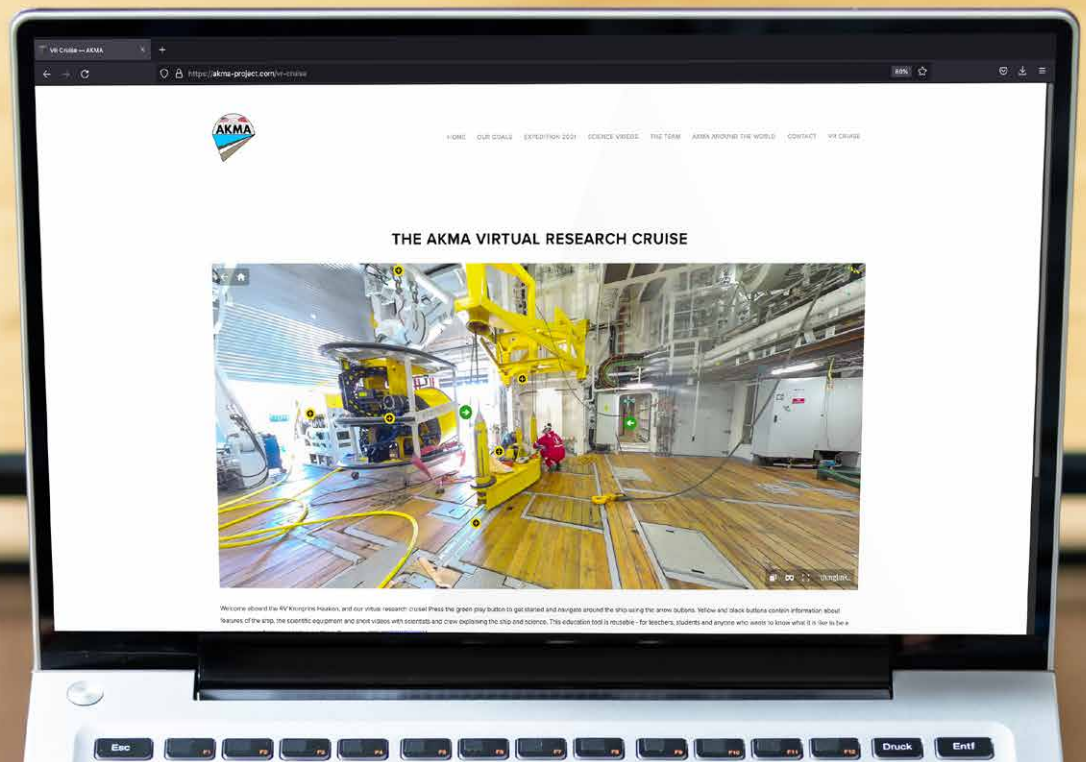 VR Cruise — AKMA
https://akma-project.com/vr-cruise
80%
AKMA
HOME OUR GOALS EXPEDITION 2021 SCIENCE VIDEOS THE TEAM AKMA AROUND THE WORLD CONTACT VR CRUISE
THE AKMA VIRTUAL RESEARCH CRUISE
Welcome aboard the RV Kronprins Haakon, and our virtual research cruise! Press the green play button to get started and navigate around the ship using the arrow buttons. Yellow and black buttons contain information about
features of the ship, the scientific equipment and short videos with scientists and crew explaining the ship and science. This education tool is reusable - for teachers, students and anyone who wants to know what it is like to be a
Esc F1 F2 F3 F4 F5 F6 F7 F8 F9 F10 F11 F12 Druck Entf